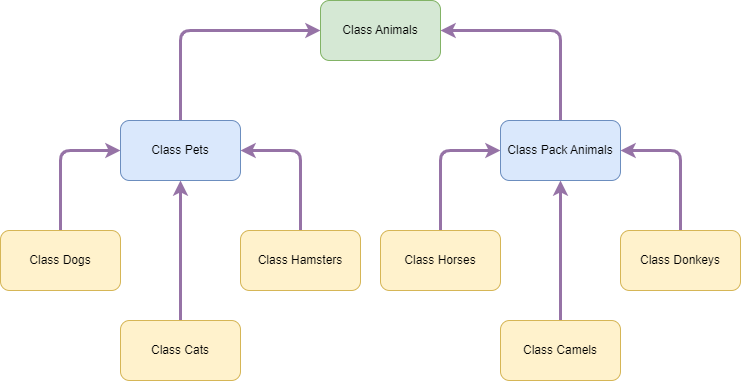 Class Animals
Class Pets
Class Pack Animals
Class Dogs
Class Hamsters
Class Horses
Class Donkeys
Class Cats
Class Camels